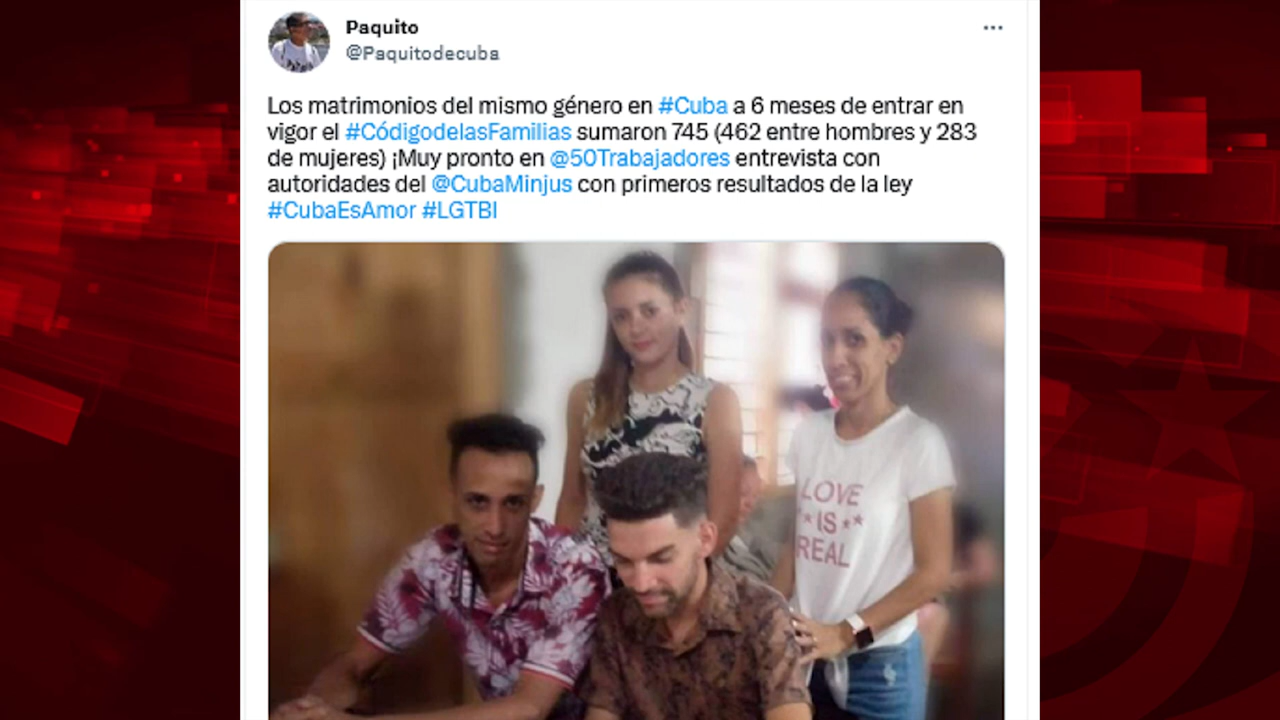 Paquito
@Paquitodecuba
Los matrimonios del mismo género en #Cuba a 6 meses de entrar en
vigor el #CódigodelasFamilias sumaron 745 (462 entre hombres y 283
de mujeres) ¡Muy pronto en @50Trabajadores entrevista con
autoridades del @CubaMinjus con primeros resultados de la ley
#CubaEsAmor #LGTBI
LOVE
IS
REAL